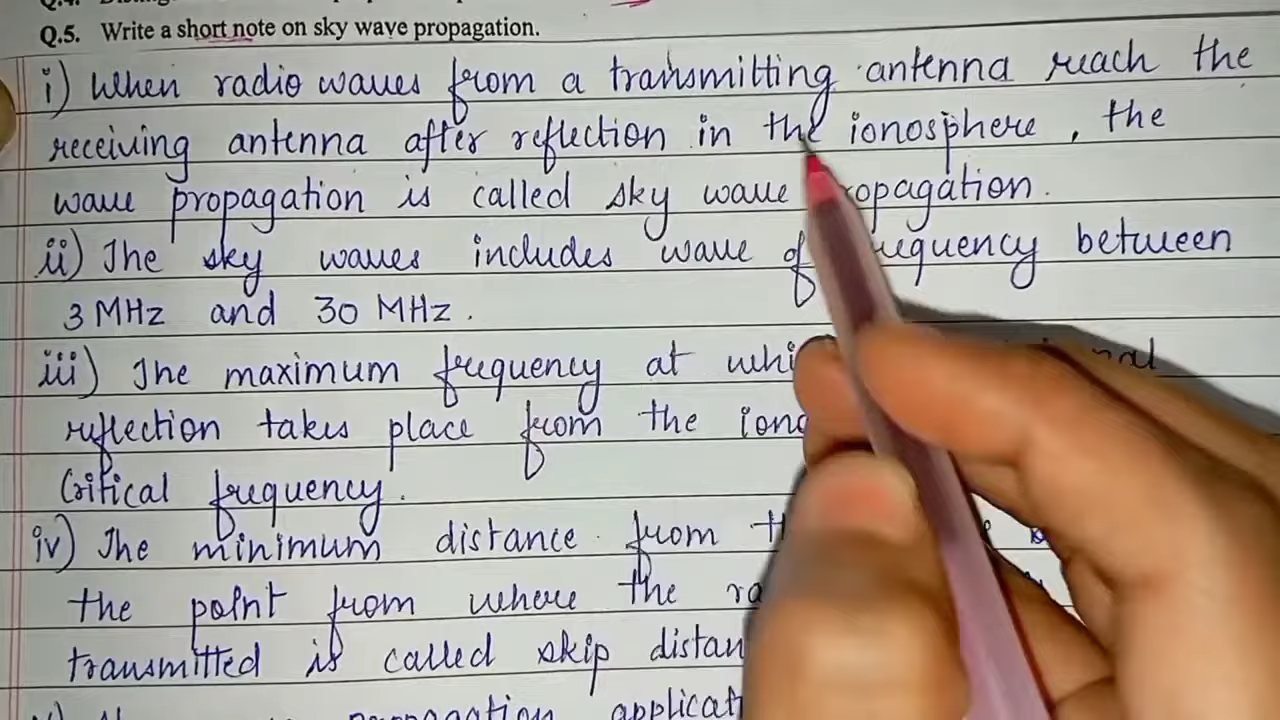 Q.5. Write a short note on sky wave propagation.
i) When radio waves from a transmitting antenna reach the
receiving antenna after reflection in the ionosphere, the
wave propagation is called sky wave
ii) The sky waves includes wave of between
3 MHz and 30 MHz.
iii) The maximum frequency at
reflection takes place from the
Critical frequency.
iv) The minimum distance from
the point from where the
transmitted is called skip
propagation